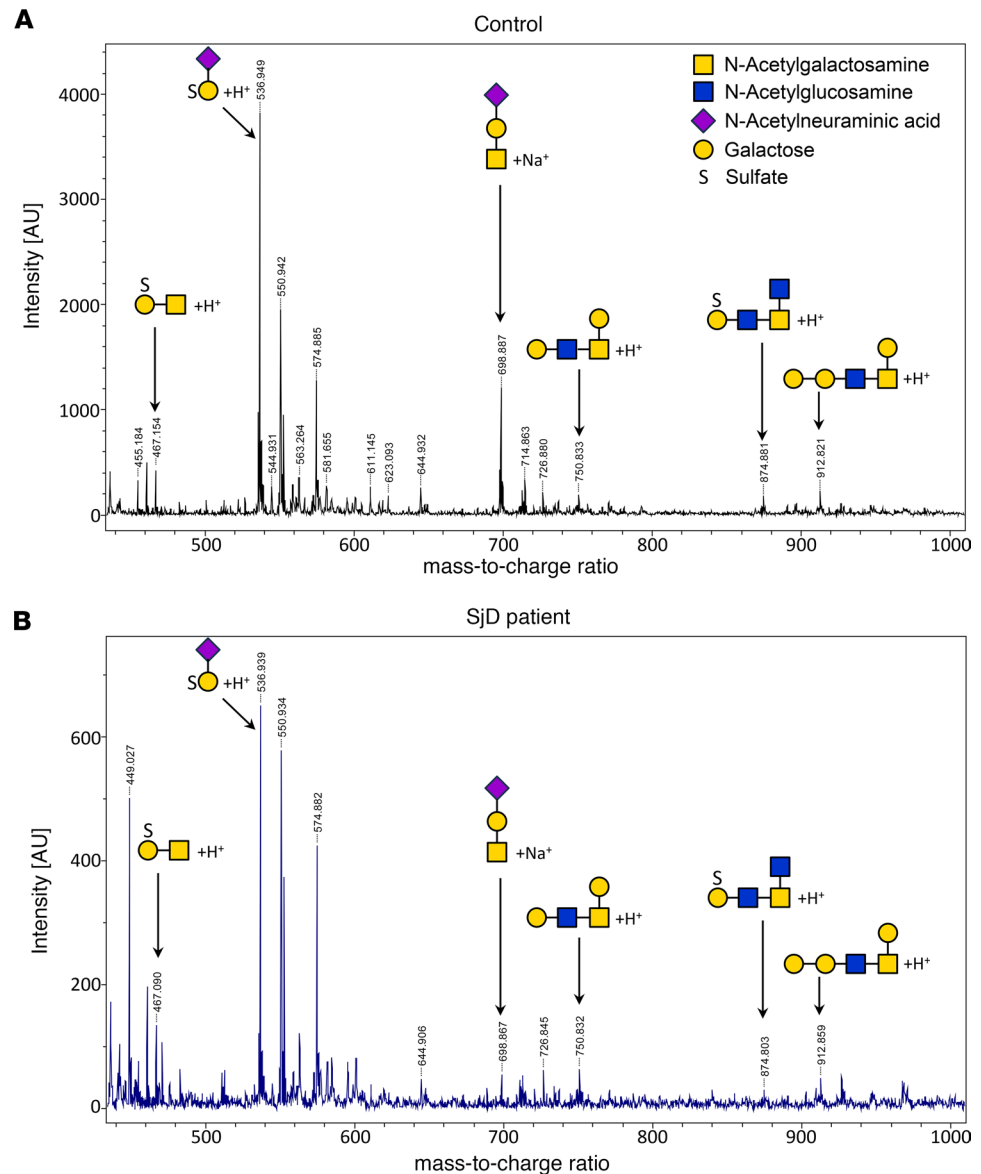 A
Control
4000
3000
2000
1000
0
Intensity [AU]
500
600
700
800
900
1000
mass-to-charge ratio
N-Acetylgalactosamine
N-Acetylglucosamine
N-Acetylneuraminic acid
Galactose
S Sulfate
S +H⁺
+Na⁺
S
+H⁺
+H⁺
S
+H⁺
+H⁺
455.184
467.154
536.949
544.931
550.942
563.264
574.885
581.655
611.145
623.093
644.932
698.887
714.863
726.880
750.833
874.881
912.821
B
SjD patient
600
400
200
0
Intensity [AU]
500
600
700
800
900
1000
mass-to-charge ratio
S +H⁺
S
+H⁺
+Na⁺
+H⁺
S
+H⁺
+H⁺
449.027
467.090
536.939
550.934
574.882
644.906
698.867
726.845
750.832
874.803
912.859